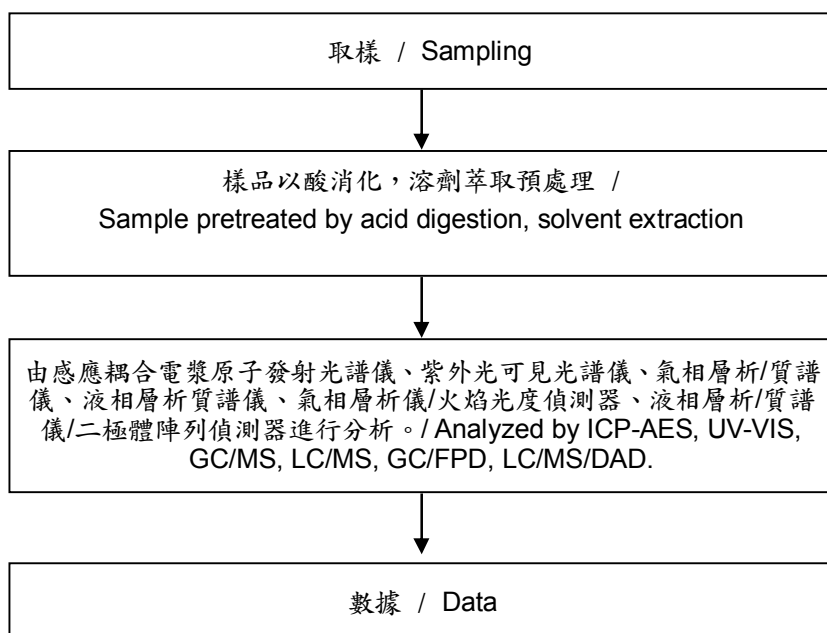 取樣 / Sampling
樣品以酸消化，溶劑萃取預處理 /
Sample pretreated by acid digestion, solvent extraction
由感應耦合電漿原子發射光譜儀、紫外光可見光譜儀、氣相層析/質譜
儀、液相層析質譜儀、氣相層析儀/火焰光度偵測器、液相層析/質譜
儀/二極體陣列偵測器進行分析。/ Analyzed by ICP-AES, UV-VIS,
GC/MS, LC/MS, GC/FPD, LC/MS/DAD.
數據 / Data